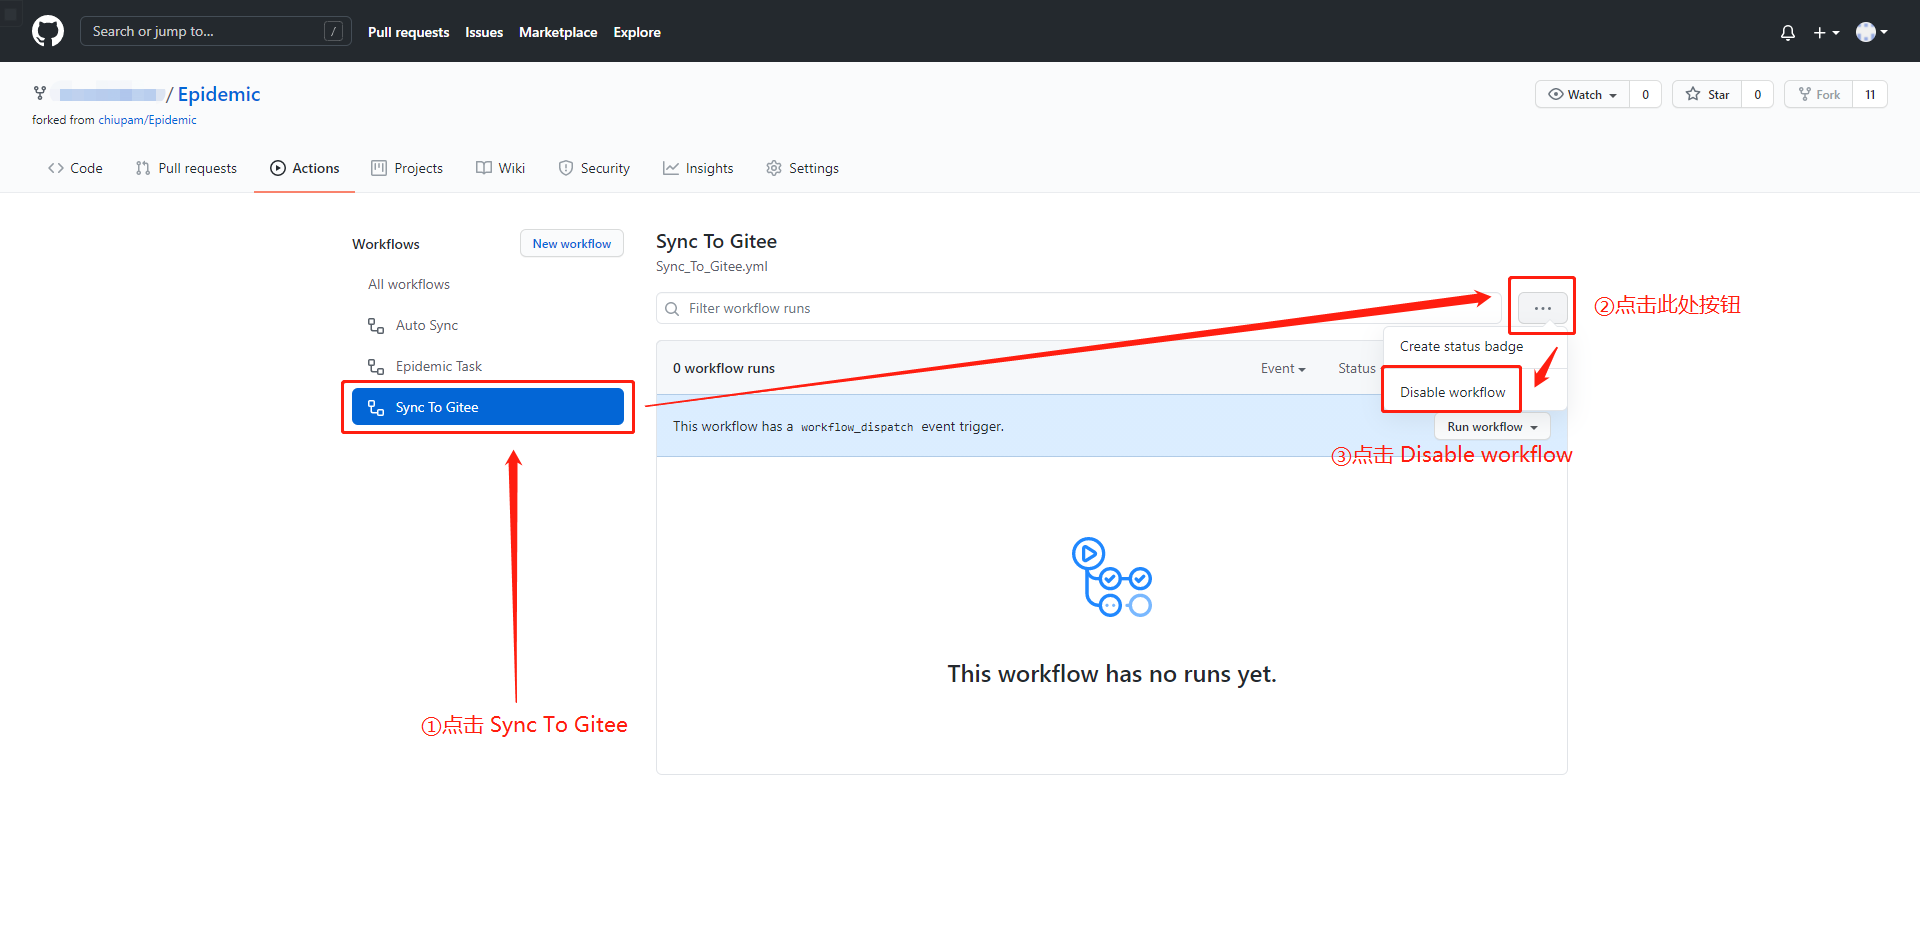 Search or jump to... /
Pull requests Issues Marketplace Explore
/ Epidemic
forked from chiupam/Epidemic
Watch 0 Star 0 Fork 11
Code Pull requests Actions Projects Wiki Security Insights Settings
Workflows New workflow
All workflows
Auto Sync
Epidemic Task
Sync To Gitee
①点击 Sync To Gitee
Sync To Gitee
Sync_To_Gitee.yml
Filter workflow runs
②点击此处按钮
Create status badge
0 workflow runs Event Status
Disable workflow
This workflow has a workflow_dispatch event trigger.
Run workflow
③点击 Disable workflow
This workflow has no runs yet.